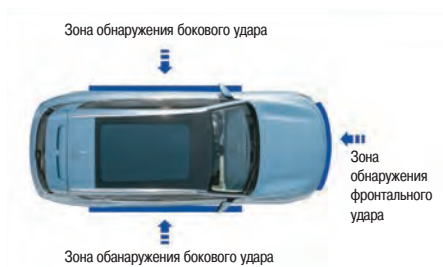 Зона обнаружения бокового удара
Зона
обнаружения
фронтального
удара
Зона обанаружения бокового удара